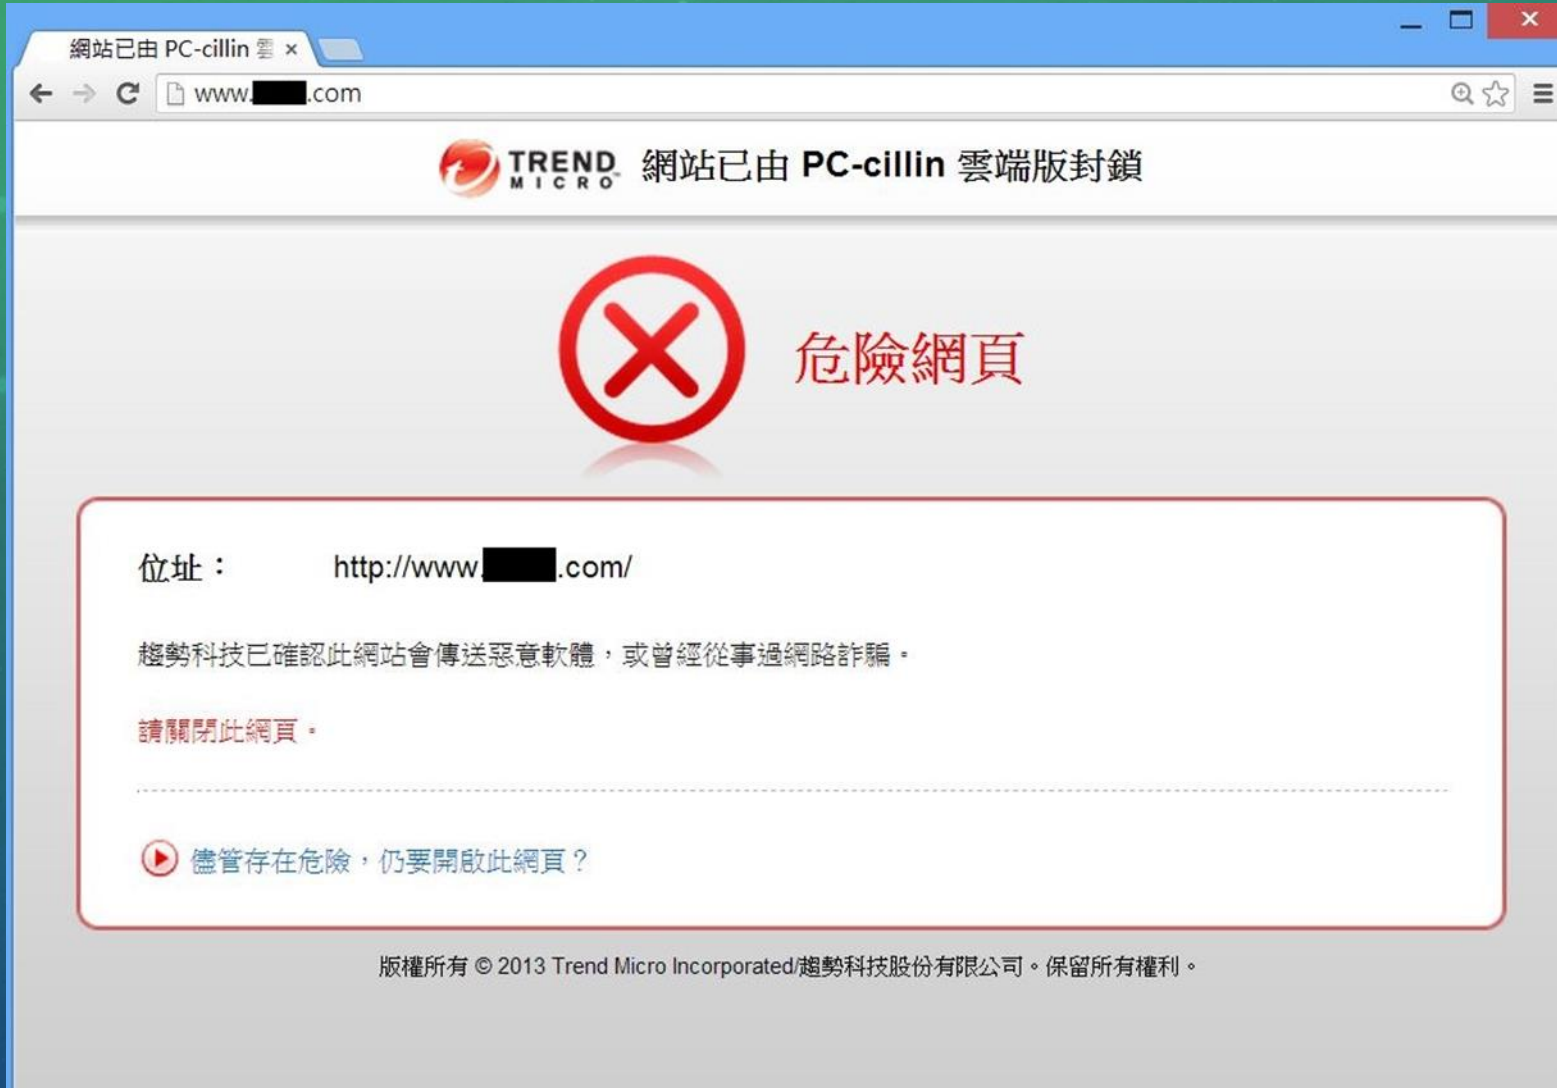 網站已由 PC-cillin 雲
www. .com
TREND MICRO 網站已由 PC-cillin 雲端版封鎖
危險網頁
位址： http://www. .com/
趨勢科技已確認此網站會傳送惡意軟體，或曾經從事過網路詐騙。
請關閉此網頁。
儘管存在危險，仍要開啟此網頁？
版權所有 © 2013 Trend Micro Incorporated/趨勢科技股份有限公司。保留所有權利。